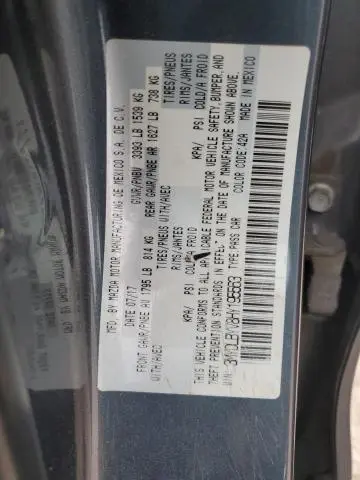 MFD. BY MAZDA MOTOR MANUFACTURING DE MEXICO S.A. DE C.V.
DATE: 07/17 GVWR/PNBV 3393 LB 1539 KG
FRONT GAWR/PNBE AV 1795 LB 814 KG REAR GAWR/PNBE AR 1627 LB 738 KG
WITH/AVEC TIRES/PNEUS WITH/AVEC TIRES/PNEUS
RIMS/JANTES RIMS/JANTES
KPA/ PSI COLD/A FROID KPA/ PSI COLD/A FROID
THIS VEHICLE CONFORMS TO ALL APPLICABLE FEDERAL MOTOR VEHICLE SAFETY, BUMPER, AND
THEFT PREVENTION STANDARDS IN EFFECT ON THE DATE OF MANUFACTURE SHOWN ABOVE.
COLOR CODE: 42A MADE IN MEXICO
TYPE: PASS